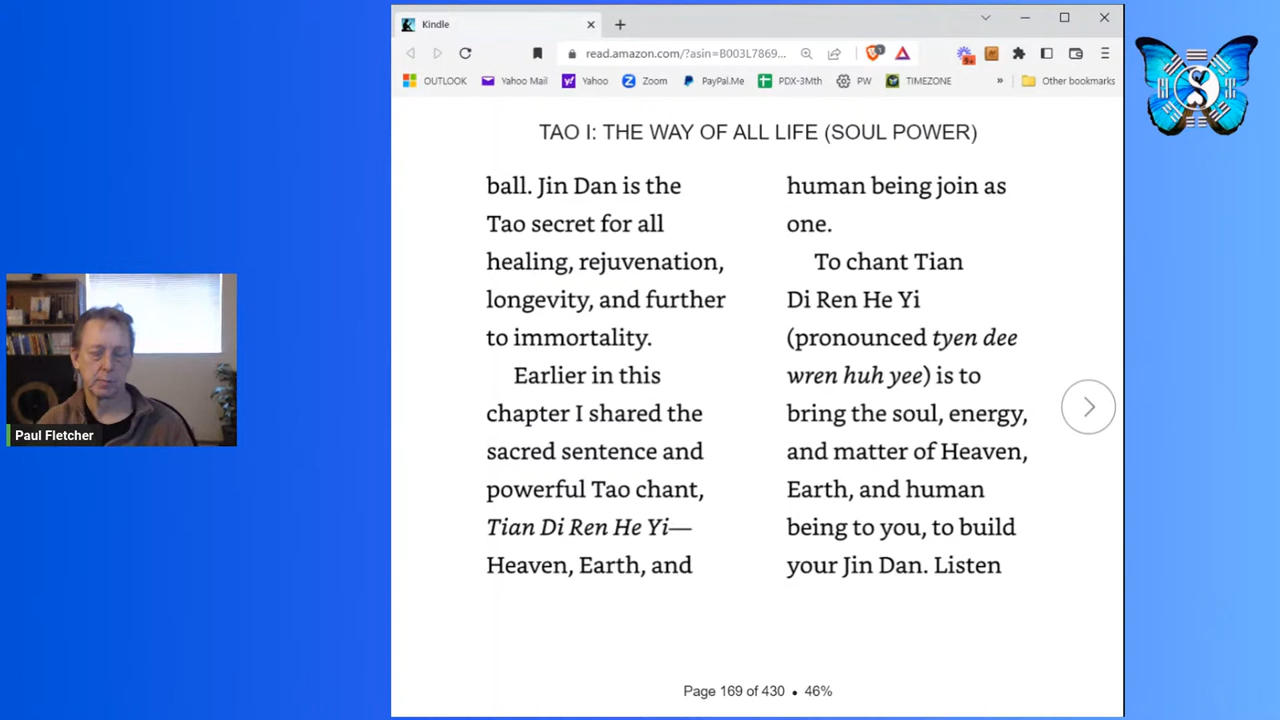 Kindle
read.amazon.com/?asin=B003L7869...
OUTLOOK
Yahoo Mail
Yahoo
Zoom
PayPal.Me
PDX-3Mth
PW
TIMEZONE
»
Other bookmarks
TAO I: THE WAY OF ALL LIFE (SOUL POWER)
ball. Jin Dan is the
Tao secret for all
healing, rejuvenation,
longevity, and further
to immortality.
Earlier in this
chapter I shared the
sacred sentence and
powerful Tao chant,
Tian Di Ren He Yi—
Heaven, Earth, and
human being join as
one.
To chant Tian
Di Ren He Yi
(pronounced tyen dee
wren huh yee) is to
bring the soul, energy,
and matter of Heaven,
Earth, and human
being to you, to build
your Jin Dan. Listen
Page 169 of 430 • 46%
Paul Fletcher